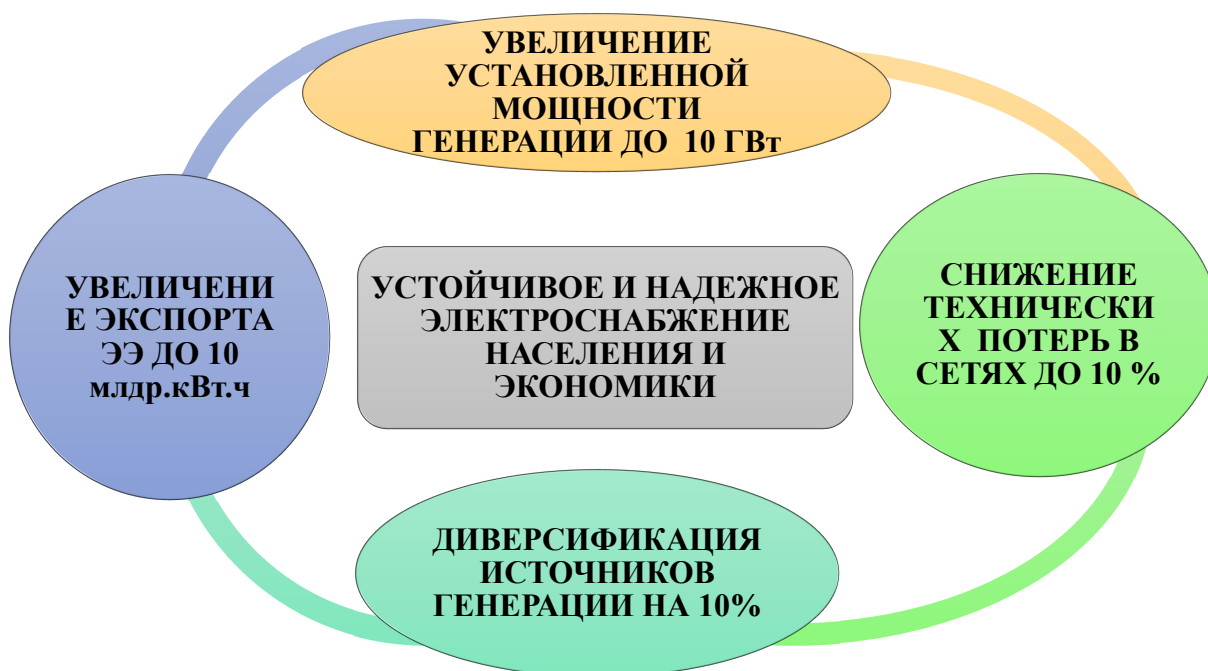 УВЕЛИЧЕНИЕ
УСТАНОВЛЕННОЙ
МОЩНОСТИ
ГЕНЕРАЦИИ ДО 10 ГВт
УВЕЛИЧЕНИ
Е ЭКСПОРТА
ЭЭ ДО 10
млдр.кВт.ч
УСТОЙЧИВОЕ И НАДЕЖНОЕ
ЭЛЕКТРОСНАБЖЕНИЕ
НАСЕЛЕНИЯ И
ЭКОНОМИКИ
СНИЖЕНИЕ
ТЕХНИЧЕСКИ
Х ПОТЕРЬ В
СЕТЯХ ДО 10 %
ДИВЕРСИФИКАЦИЯ
ИСТОЧНИКОВ
ГЕНЕРАЦИИ НА 10%